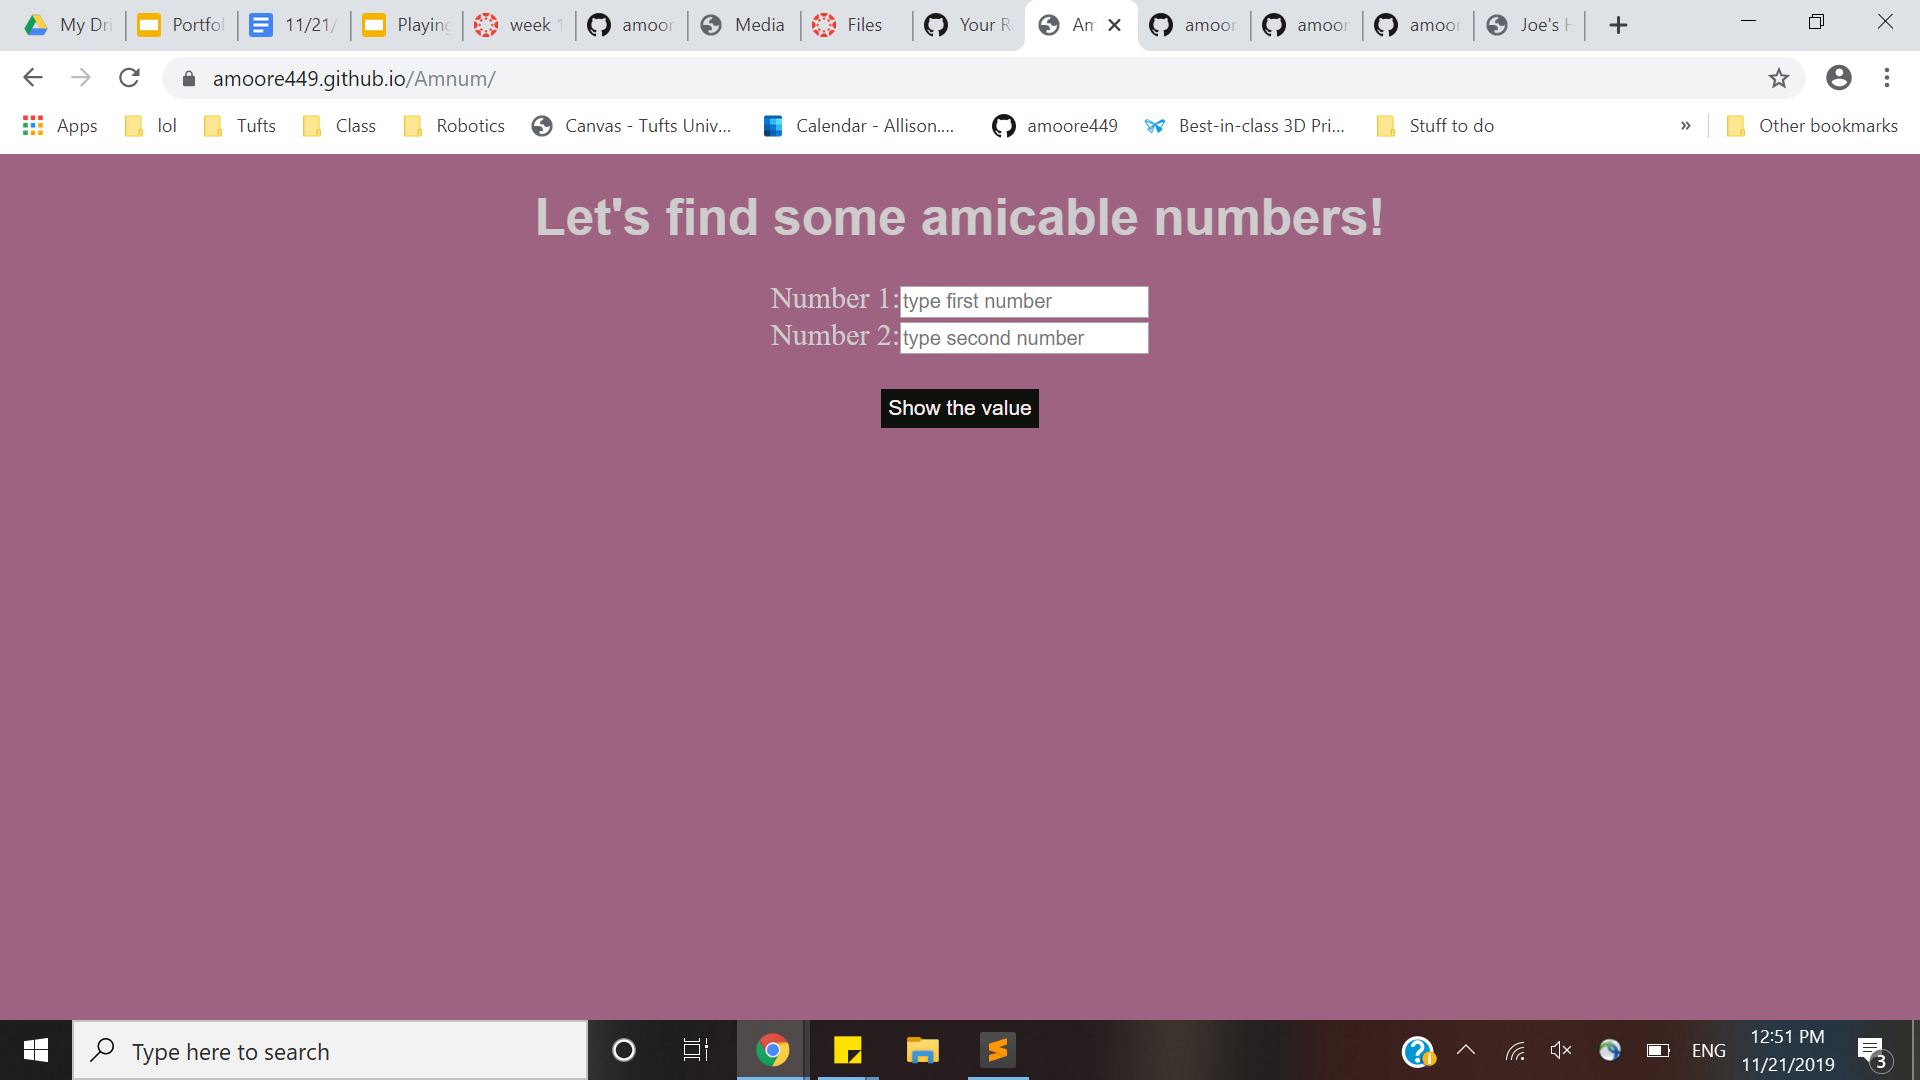 My Dri
Portfol
11/21/
Playing
week 1
amoor
Media
Files
Your R
Am
amoor
amoor
amoor
Joe's H
amoore449.github.io/Amnum/
Apps
lol
Tufts
Class
Robotics
Canvas - Tufts Univ...
Calendar - Allison....
amoore449
Best-in-class 3D Pri...
Stuff to do
»
Other bookmarks
Let's find some amicable numbers!
Number 1: type first number
Number 2: type second number
Show the value
Type here to search
ENG
12:51 PM
11/21/2019
3